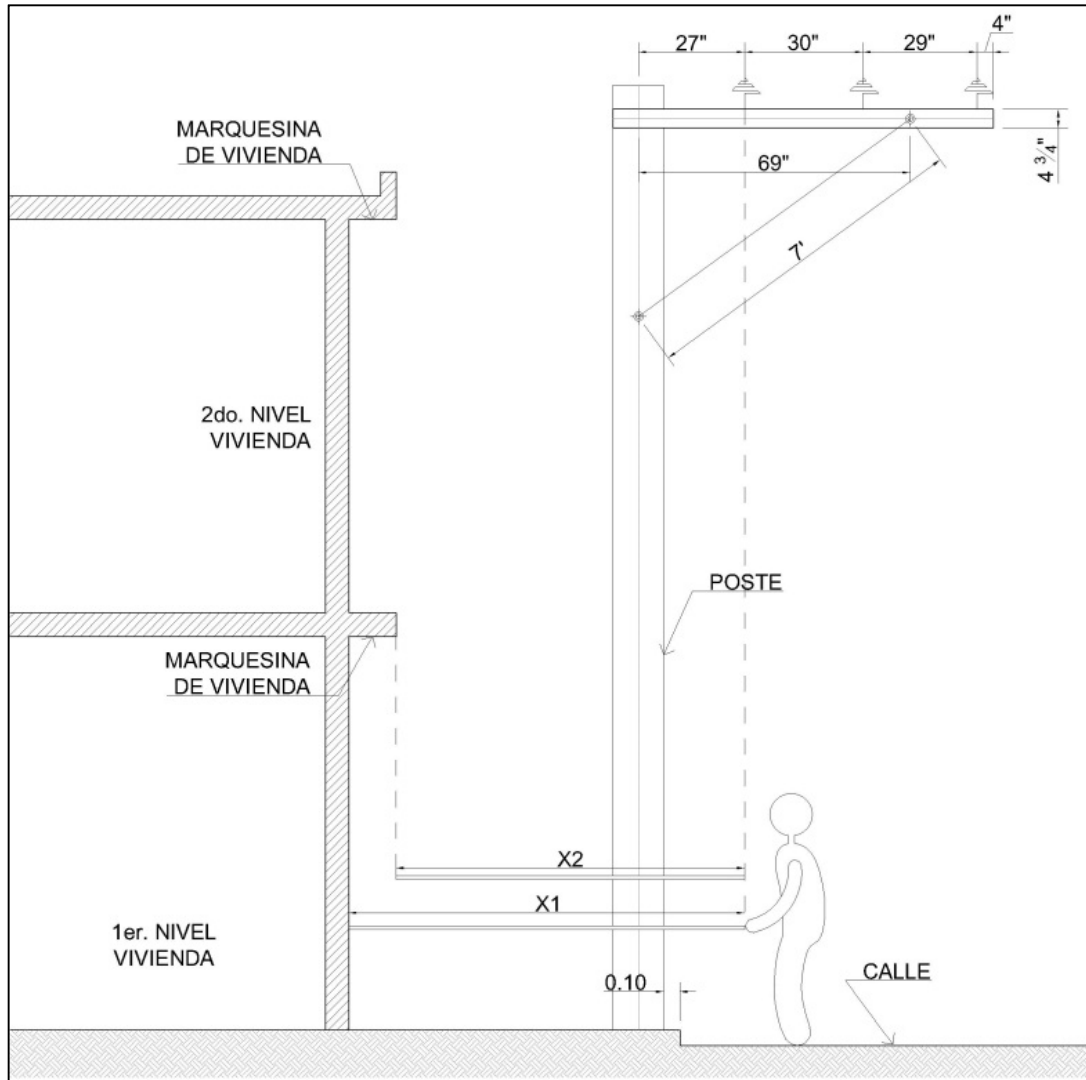 4"
27"
30"
29"
MARQUESINA
DE VIVIENDA
69"
4 3/4"
7'
2do. NIVEL
VIVIENDA
POSTE
MARQUESINA
DE VIVIENDA
X2
X1
1er. NIVEL
VIVIENDA
0.10
CALLE